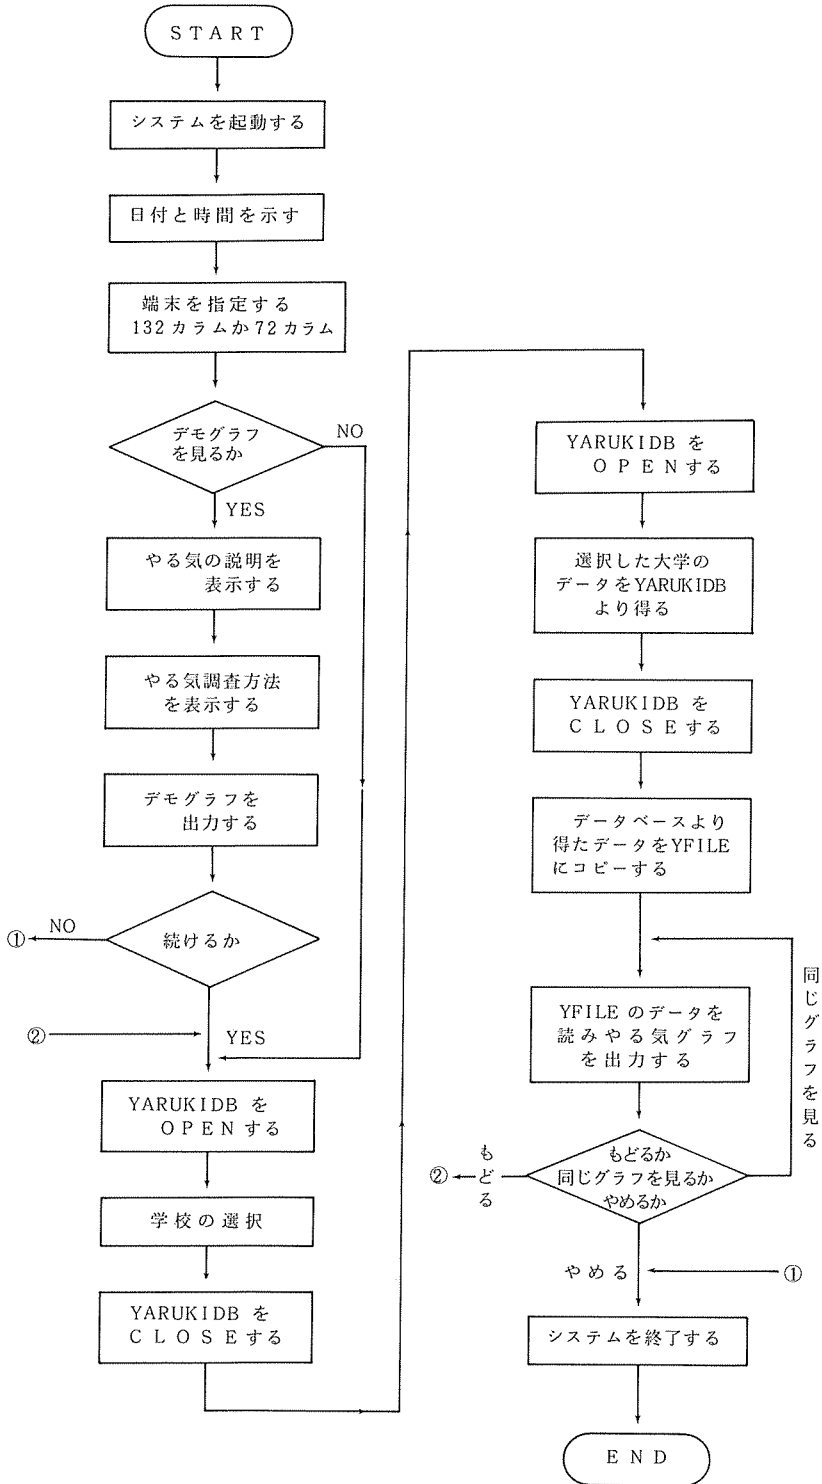 START
システムを起動する
日付と時間を示す
端末を指定する
132カラムか72カラム
デモグラフ
を見るか
NO
YES
やる気の説明を
表示する
やる気調査方法
を表示する
デモグラフを
出力する
続けるか
NO
①
②
YES
YARUKIDB を
OPENする
学校の選択
YARUKIDB を
CLOSEする
YARUKIDB を
OPENする
選択した大学の
データをYARUKIDB
より得る
YARUKIDB を
CLOSEする
データベースより
得たデータをYFILE
にコピーする
YFILE のデータを
読みやる気グラフ
を出力する
同じグラフを見る
もどるか
同じグラフを見るか
やめるか
もどる
②
やめる
①
システムを終了する
END